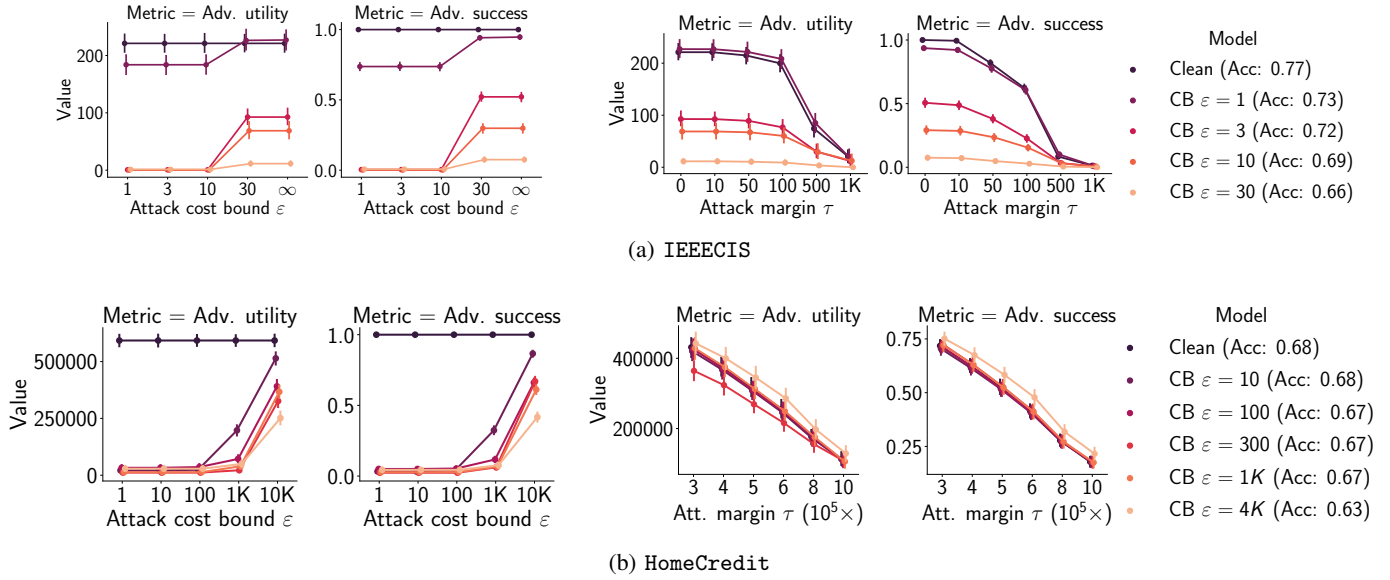 Metric = Adv. utility
Metric = Adv. success
Metric = Adv. utility
Metric = Adv. success
Value
200
100
0
1 3 10 30 ∞
Attack cost bound ε
1.0
0.5
0.0
1 3 10 30 ∞
Attack cost bound ε
Value
200
100
0
0 10 50 100 500 1K
Attack margin τ
1.0
0.5
0.0
0 10 50 100 500 1K
Attack margin τ
Model
Clean (Acc: 0.77)
CB ε = 1 (Acc: 0.73)
CB ε = 3 (Acc: 0.72)
CB ε = 10 (Acc: 0.69)
CB ε = 30 (Acc: 0.66)
(a) IEEECIS
Metric = Adv. utility
Metric = Adv. success
Metric = Adv. utility
Metric = Adv. success
Value
500000
250000
0
1 10 100 1K 10K
Attack cost bound ε
1.0
0.5
0.0
1 10 100 1K 10K
Attack cost bound ε
Value
400000
200000
3 4 5 6 8 10
Att. margin τ (10⁵×)
0.75
0.50
0.25
3 4 5 6 8 10
Att. margin τ (10⁵×)
Model
Clean (Acc: 0.68)
CB ε = 10 (Acc: 0.68)
CB ε = 100 (Acc: 0.67)
CB ε = 300 (Acc: 0.67)
CB ε = 1K (Acc: 0.67)
CB ε = 4K (Acc: 0.63)
(b) HomeCredit